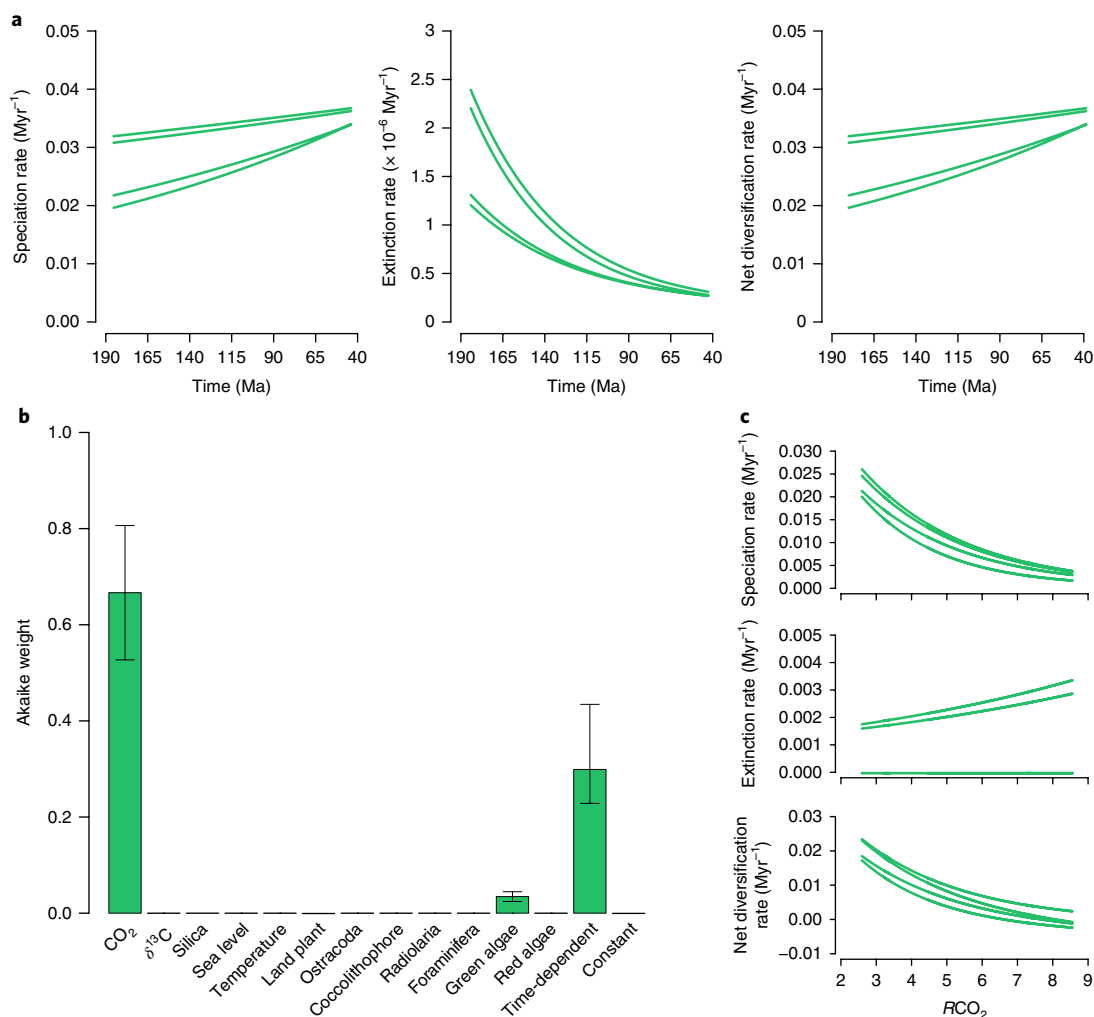 a
Speciation rate (Myr⁻¹)
0.05
0.04
0.03
0.02
0.01
0.00
190 165 140 115 90 65 40
Time (Ma)
Extinction rate (× 10⁻⁶ Myr⁻¹)
3
2.5
2
1.5
1
0.5
0
190 165 140 115 90 65 40
Time (Ma)
Net diversification rate (Myr⁻¹)
0.05
0.04
0.03
0.02
0.01
0
190 165 140 115 90 65 40
Time (Ma)
b
Akaike weight
1.0
0.8
0.6
0.4
0.2
0.0
CO₂
δ¹³C
Silica
Sea level
Temperature
Land plant
Ostracoda
Coccolithophore
Radiolaria
Foraminifera
Green algae
Red algae
Time-dependent
Constant
c
Speciation rate (Myr⁻¹)
0.030
0.025
0.020
0.015
0.010
0.005
0.000
Extinction rate (Myr⁻¹)
0.005
0.004
0.003
0.002
0.001
0.000
Net diversification
rate (Myr⁻¹)
0.03
0.02
0.01
0.00
−0.01
2 3 4 5 6 7 8 9
RCO₂